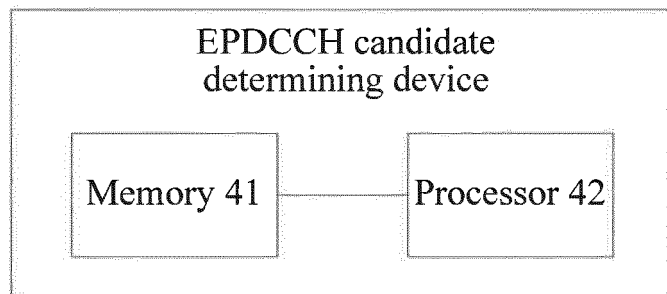 EPDCCH candidate
determining device
Memory 41
Processor 42